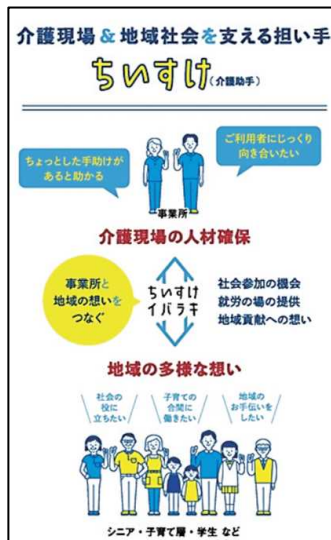 介護現場＆地域社会を支える担い手
ちいすけ（介護助手）
ちょっとした手助けが
あると助かる
ご利用者にじっくり
向き合いたい
事業所
介護現場の人材確保
事業所と
地域の想いを
つなぐ
ちいすけ
イバラキ
社会参加の機会
就労の場の提供
地域貢献への想い
地域の多様な想い
社会の
役に
立ちたい
子育ての
合間に
働きたい
地域の
お手伝いを
したい
シニア・子育て層・学生 など